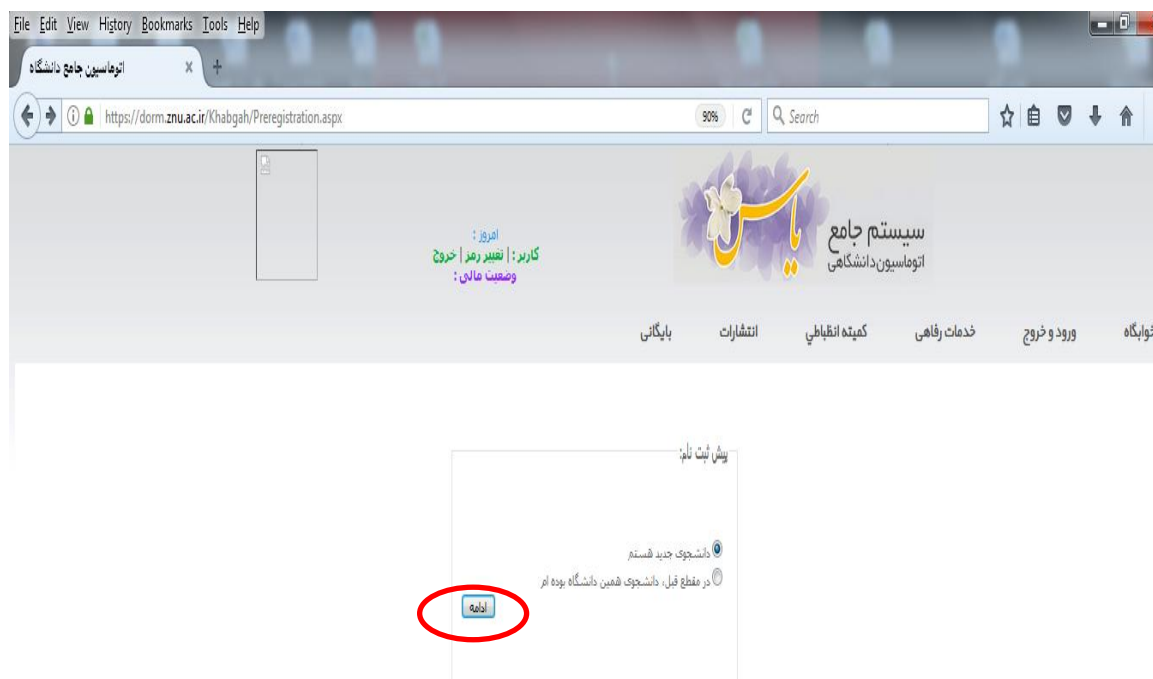 File Edit View History Bookmarks Tools Help
اتوماسیون جامع دانشگاه
https://dorm.znu.ac.ir/Khabgah/Preregistration.aspx
90%
Search
یاس
سیستم جامع
اتوماسیون دانشگاهی
امروز :
کاربر : | تغییر رمز | خروج
وضعیت مالی :
خوابگاه ورود و خروج خدمات رفاهی کمیته انظباطي انتشارات بایگانی
پیش ثبت نام:
دانشجوی جدید هستم
در مقطع قبل، دانشجوی همین دانشگاه بوده ام
ادامه